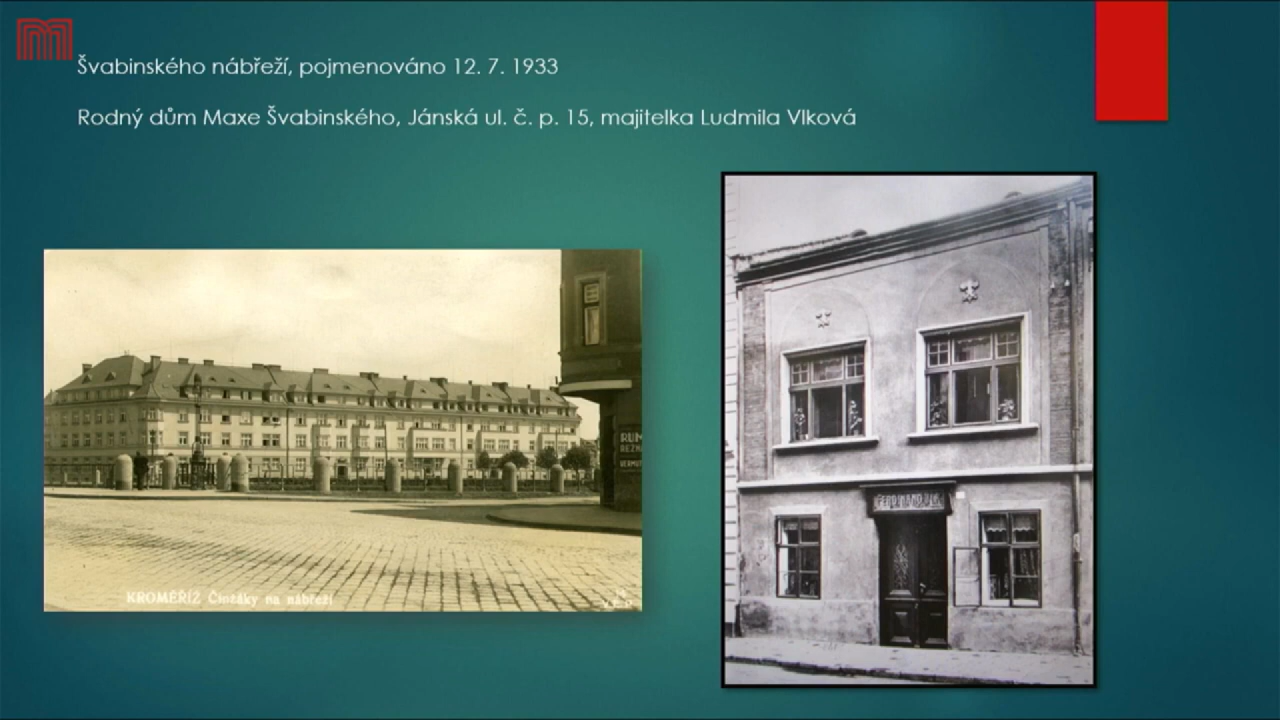 Švabinského nábřeží, pojmenováno 12. 7. 1933
Rodný dům Maxe Švabinského, Jánská ul. č. p. 15, majitelka Ludmila Vlková
KROMĚŘÍŽ Činžáky na nábřeží
RUM
VERMUT
FERDINAND